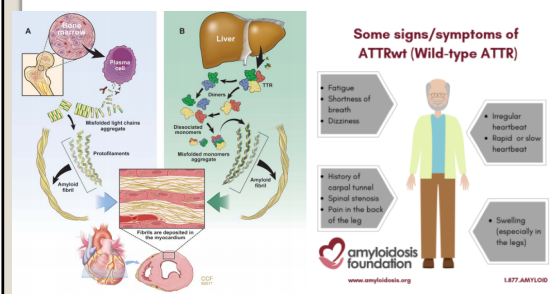 A
Bone
marrow
Plasma
cell
Misfolded light chains
aggregate
Protofilaments
Amyloid
fibril
B
Liver
TTR
Dimers
Dissociated
monomers
Misfolded monomers
aggregate
Amyloid
fibril
Fibrils are deposited in
the myocardium
CCF
©2017
Some signs/symptoms of
ATTRwt (Wild-type ATTR)
• Fatigue
• Shortness of
breath
• Dizziness
• Irregular
heartbeat
• Rapid or slow
heartbeat
• History of
carpal tunnel
• Spinal stenosis
• Pain in the back
of the leg
• Swelling
(especially in
the legs)
amyloidosis
foundation
www.amyloidosis.org
1.877.AMYLOID